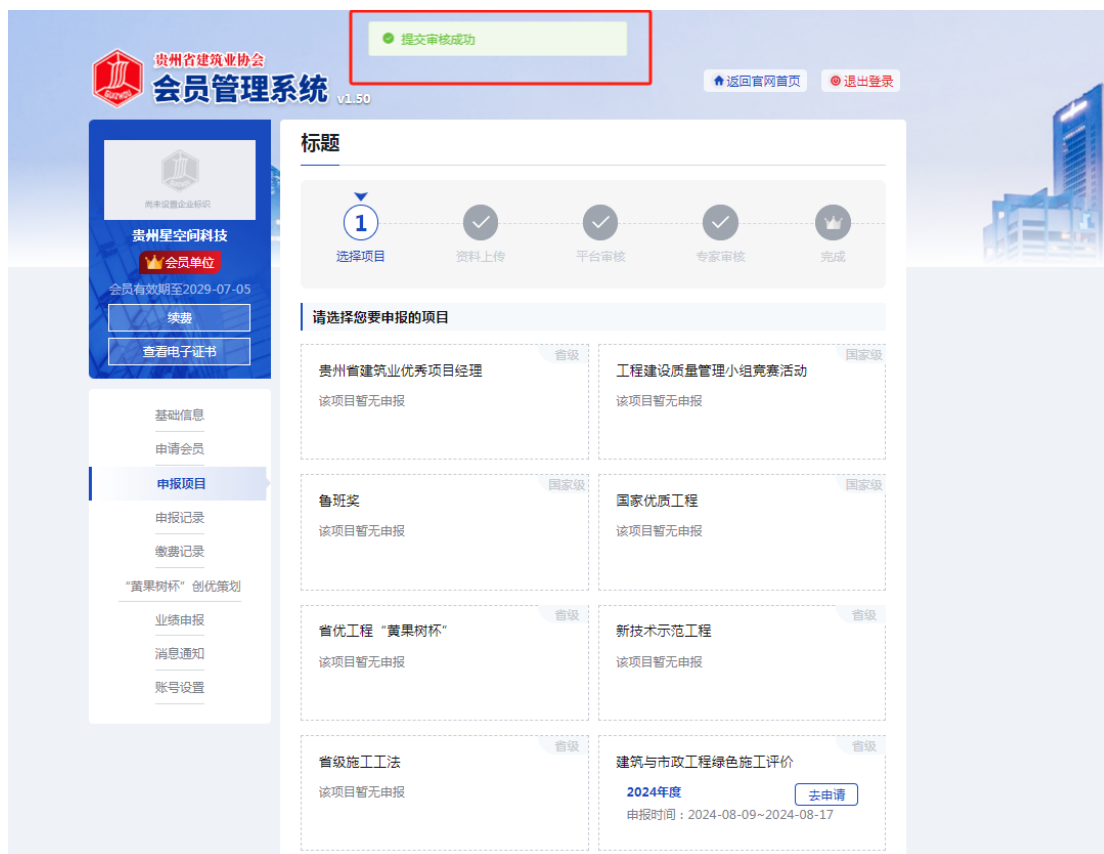 提交审核成功
贵州省建筑业协会
会员管理系统 v1.50
返回官网首页
退出登录
尚未设置企业标识
贵州星空间科技
会员单位
会员有效期至2029-07-05
续费
查看电子证书
基础信息
申请会员
申报项目
申报记录
缴费记录
“黄果树杯”创优策划
业绩申报
消息通知
账号设置
标题
1
选择项目
资料上传
平台审核
专家审核
完成
请选择您要申报的项目
省级
贵州省建筑业优秀项目经理
该项目暂无申报
国家级
工程建设质量管理小组竞赛活动
该项目暂无申报
国家级
鲁班奖
该项目暂无申报
国家级
国家优质工程
该项目暂无申报
省级
省优工程“黄果树杯”
该项目暂无申报
省级
新技术示范工程
该项目暂无申报
省级
省级施工工法
该项目暂无申报
省级
建筑与市政工程绿色施工评价
2024年度
去申请
申报时间：2024-08-09~2024-08-17